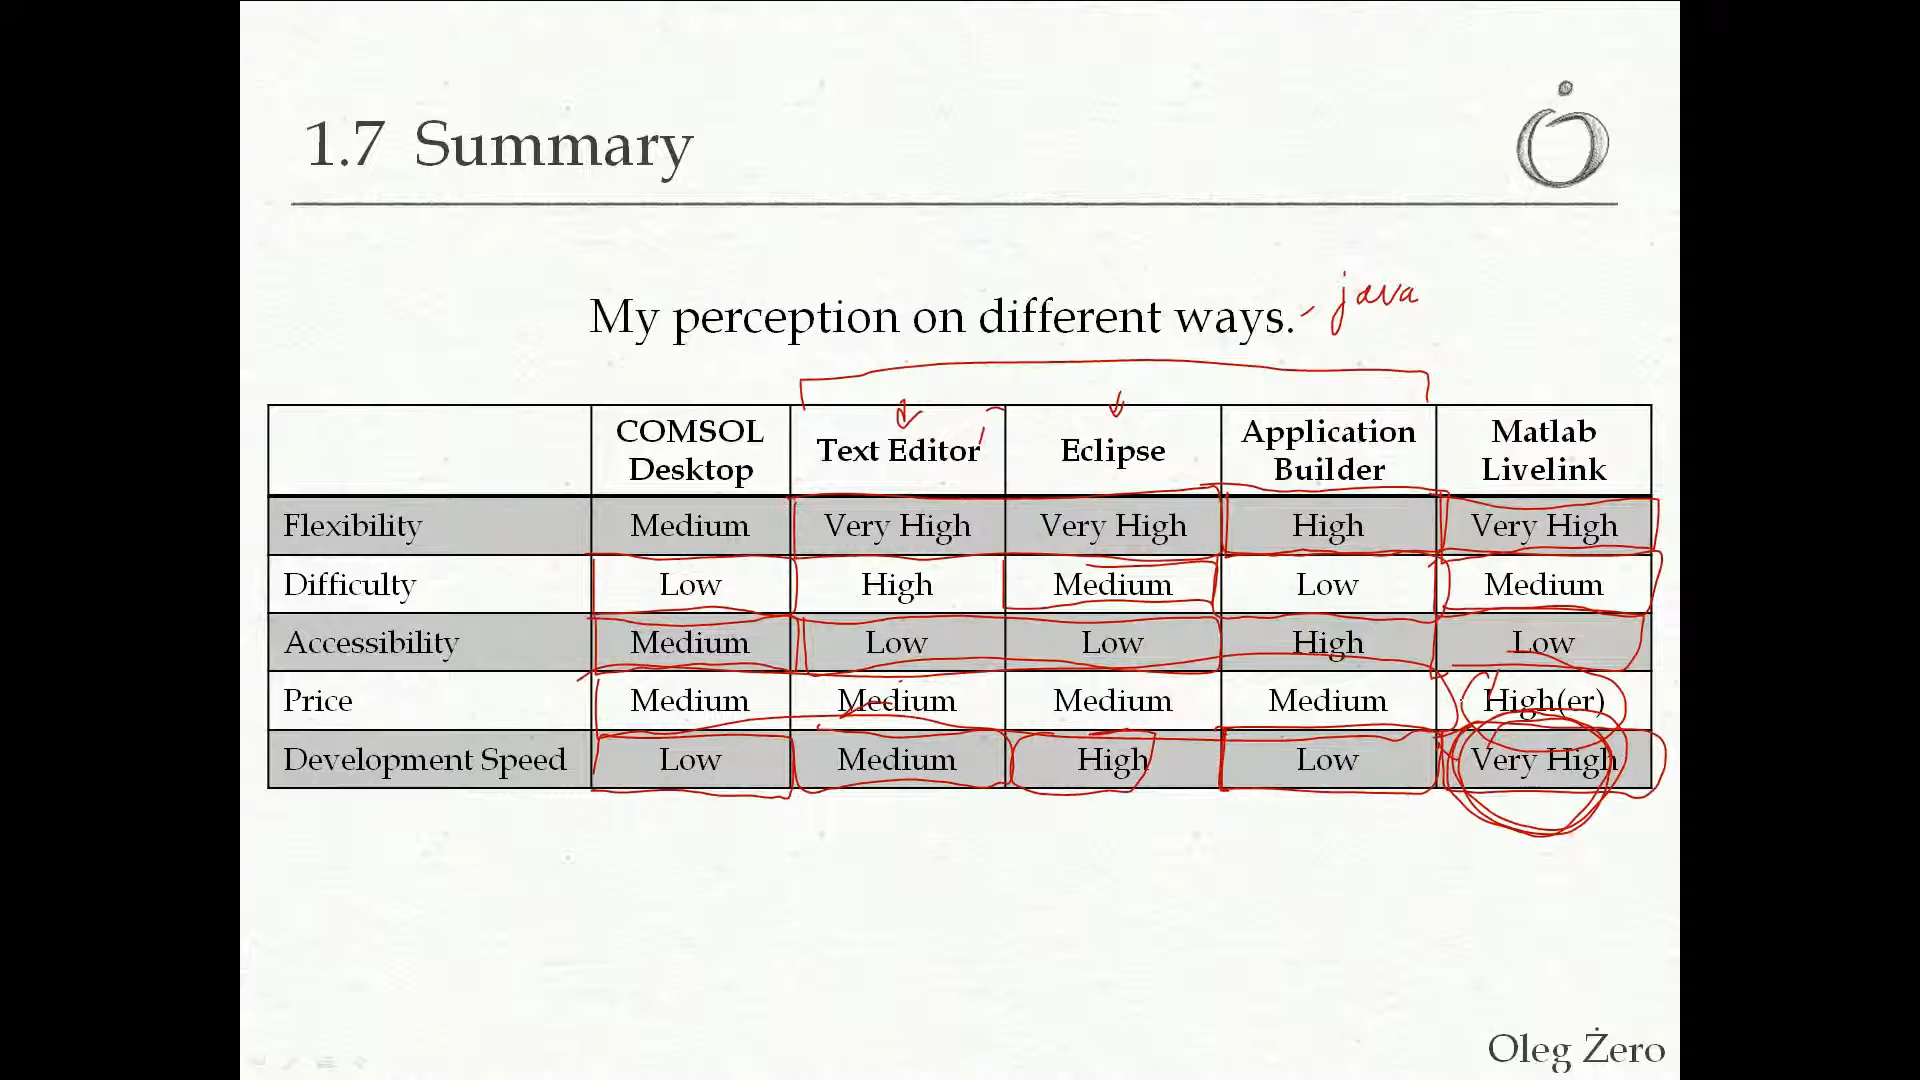 1.7 Summary
My perception on different ways. - java
COMSOL Desktop Text Editor Eclipse Application Builder Matlab Livelink
Flexibility Medium Very High Very High High Very High
Difficulty Low High Medium Low Medium
Accessibility Medium Low Low High Low
Price Medium Medium Medium Medium High(er)
Development Speed Low Medium High Low Very High
Oleg Żero